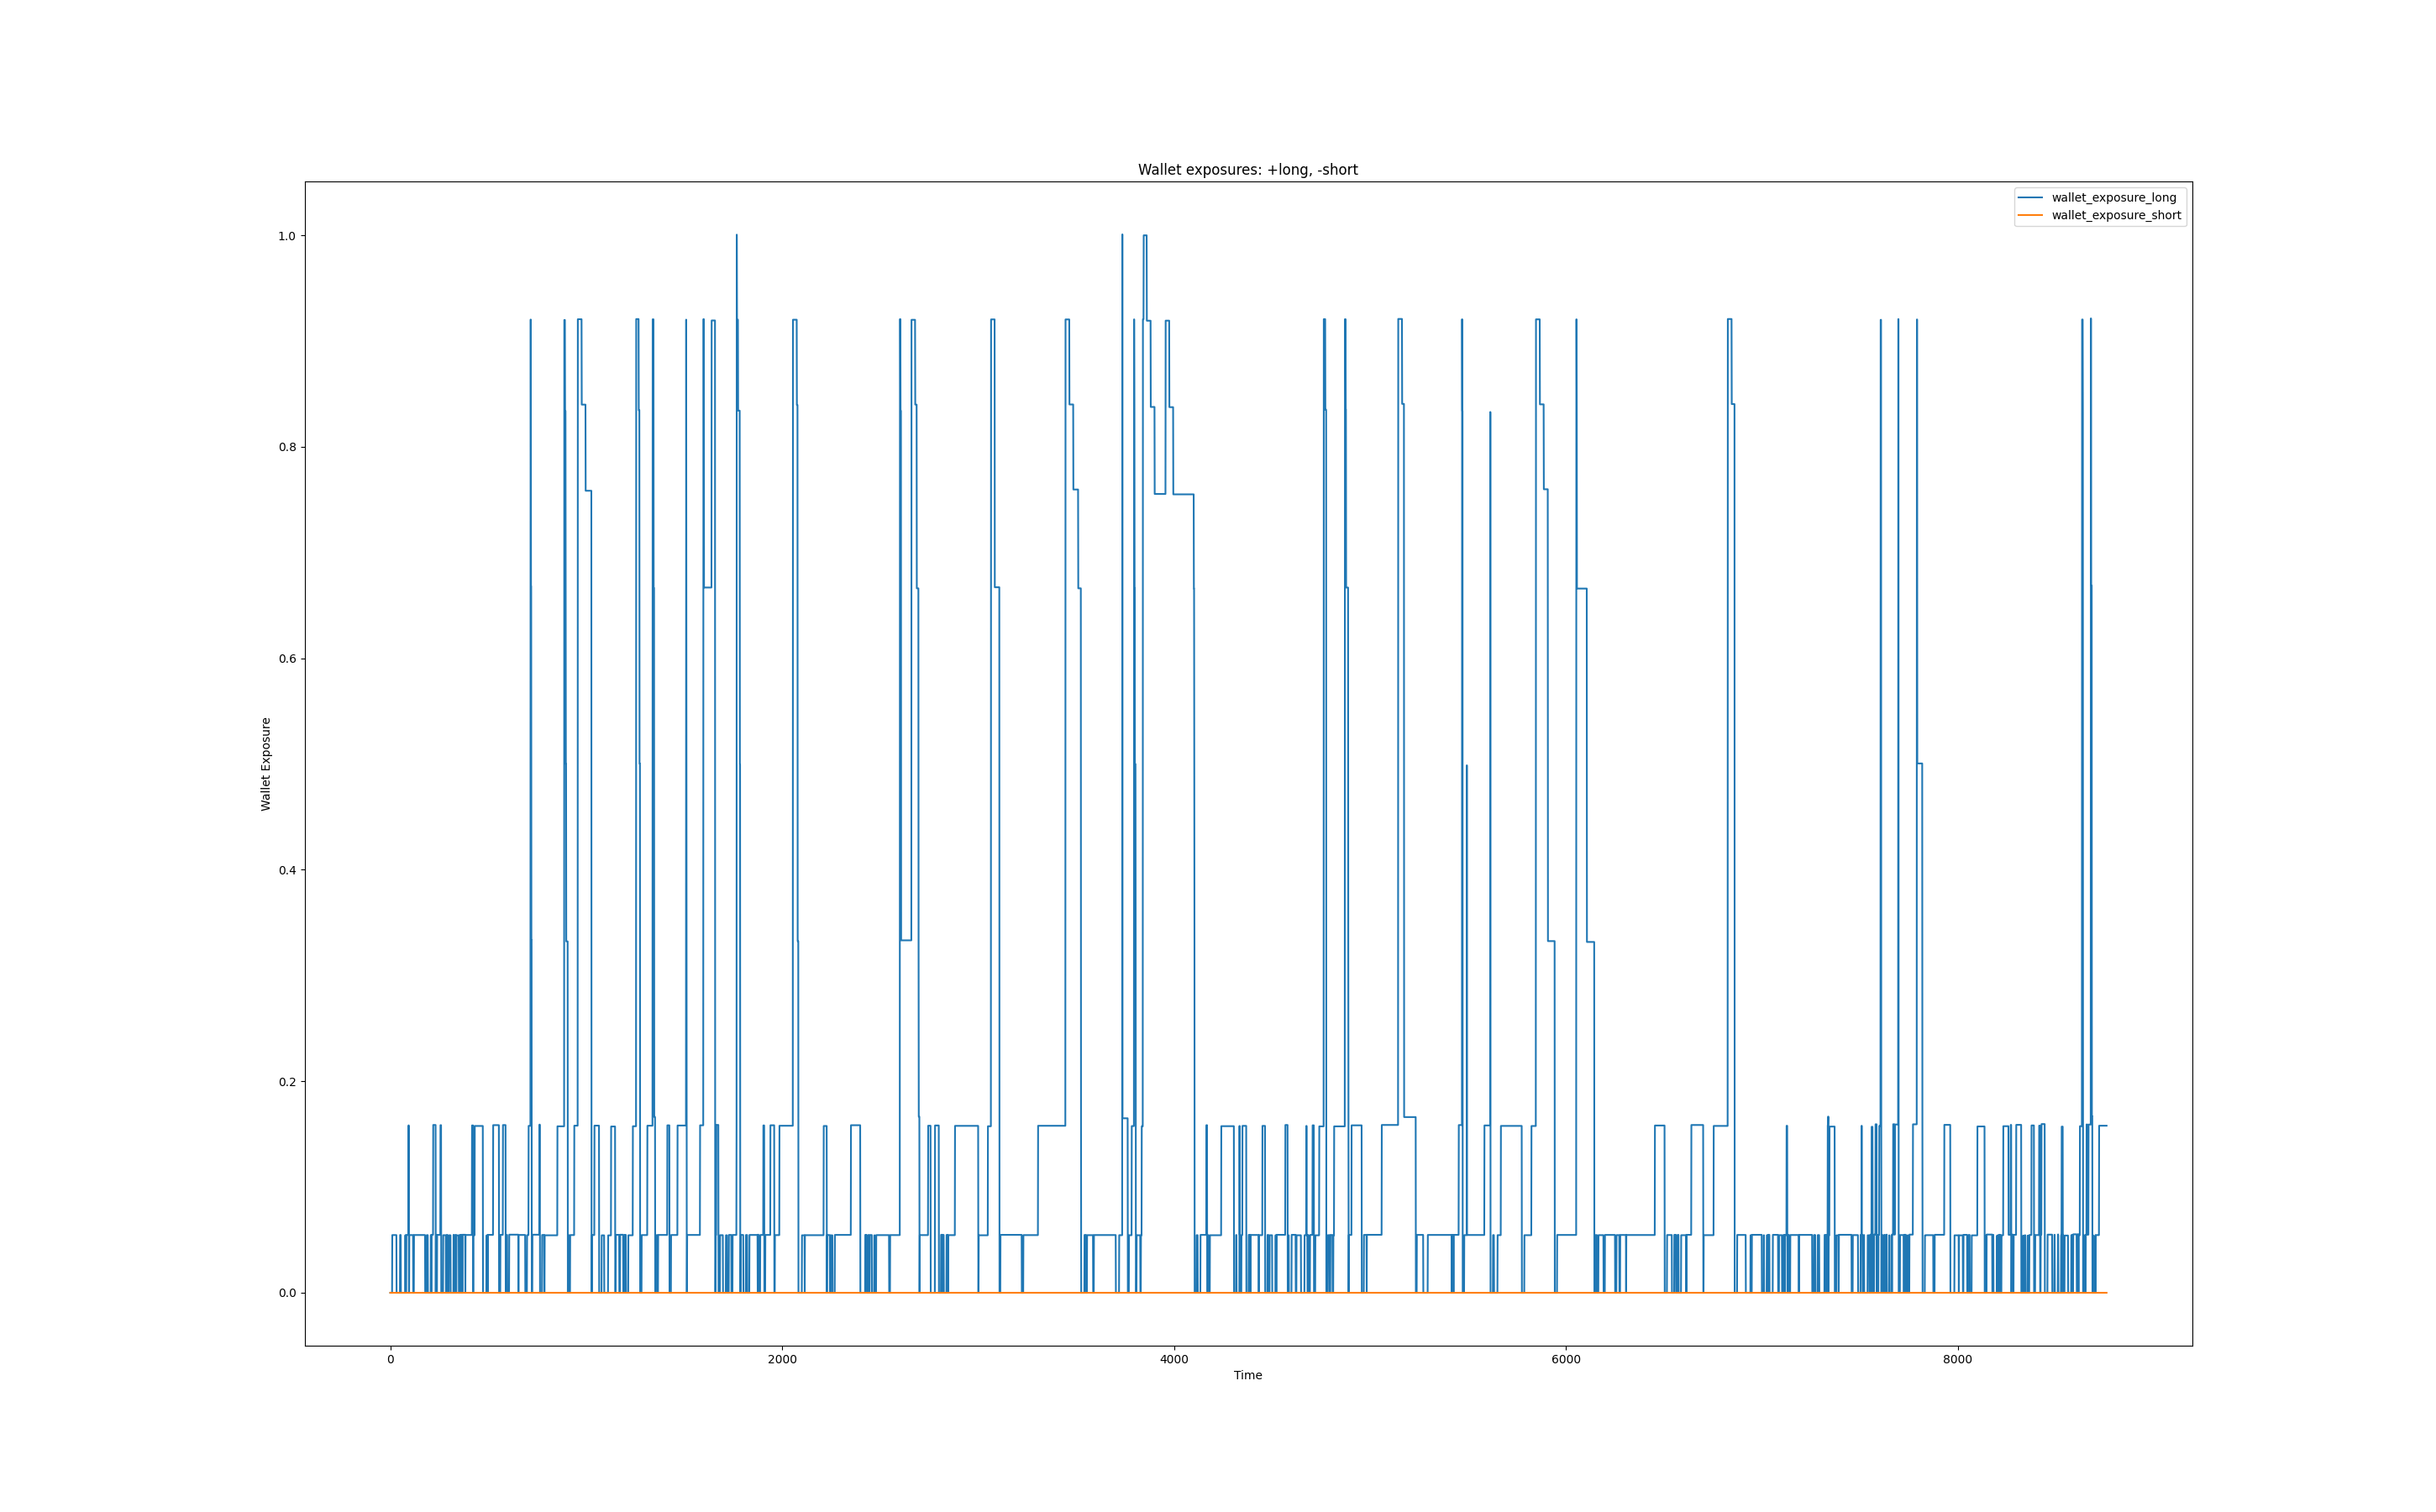 Wallet exposures: +long, -short
wallet_exposure_long
wallet_exposure_short
1.0
0.8
0.6
0.4
0.2
0.0
Wallet Exposure
0 2000 4000 6000 8000
Time